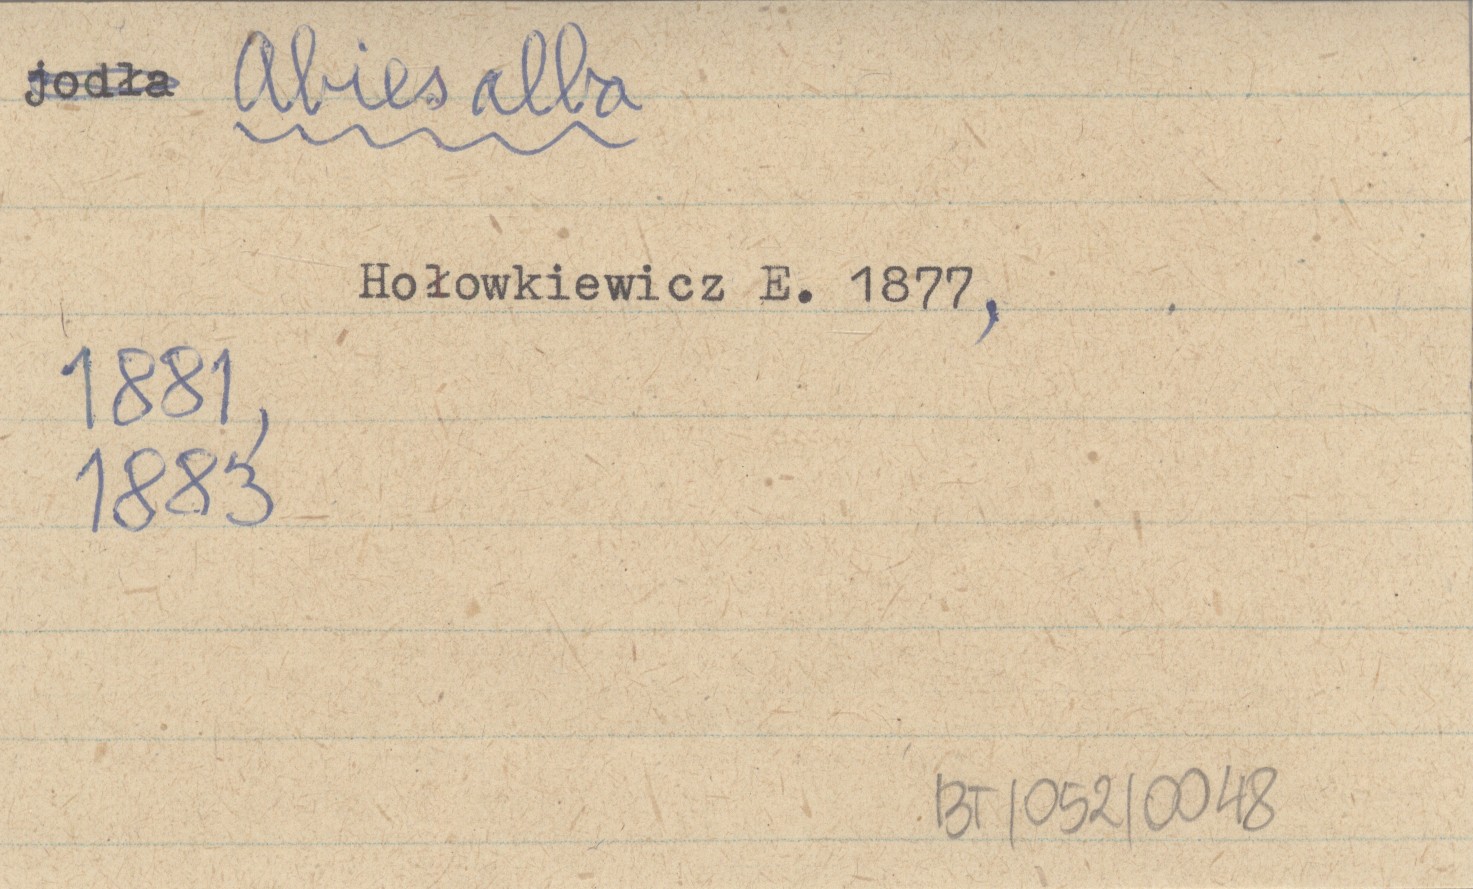 jodła Abies alba
Hołowkiewicz E. 1877,
1881,
1883
BT/052/0048